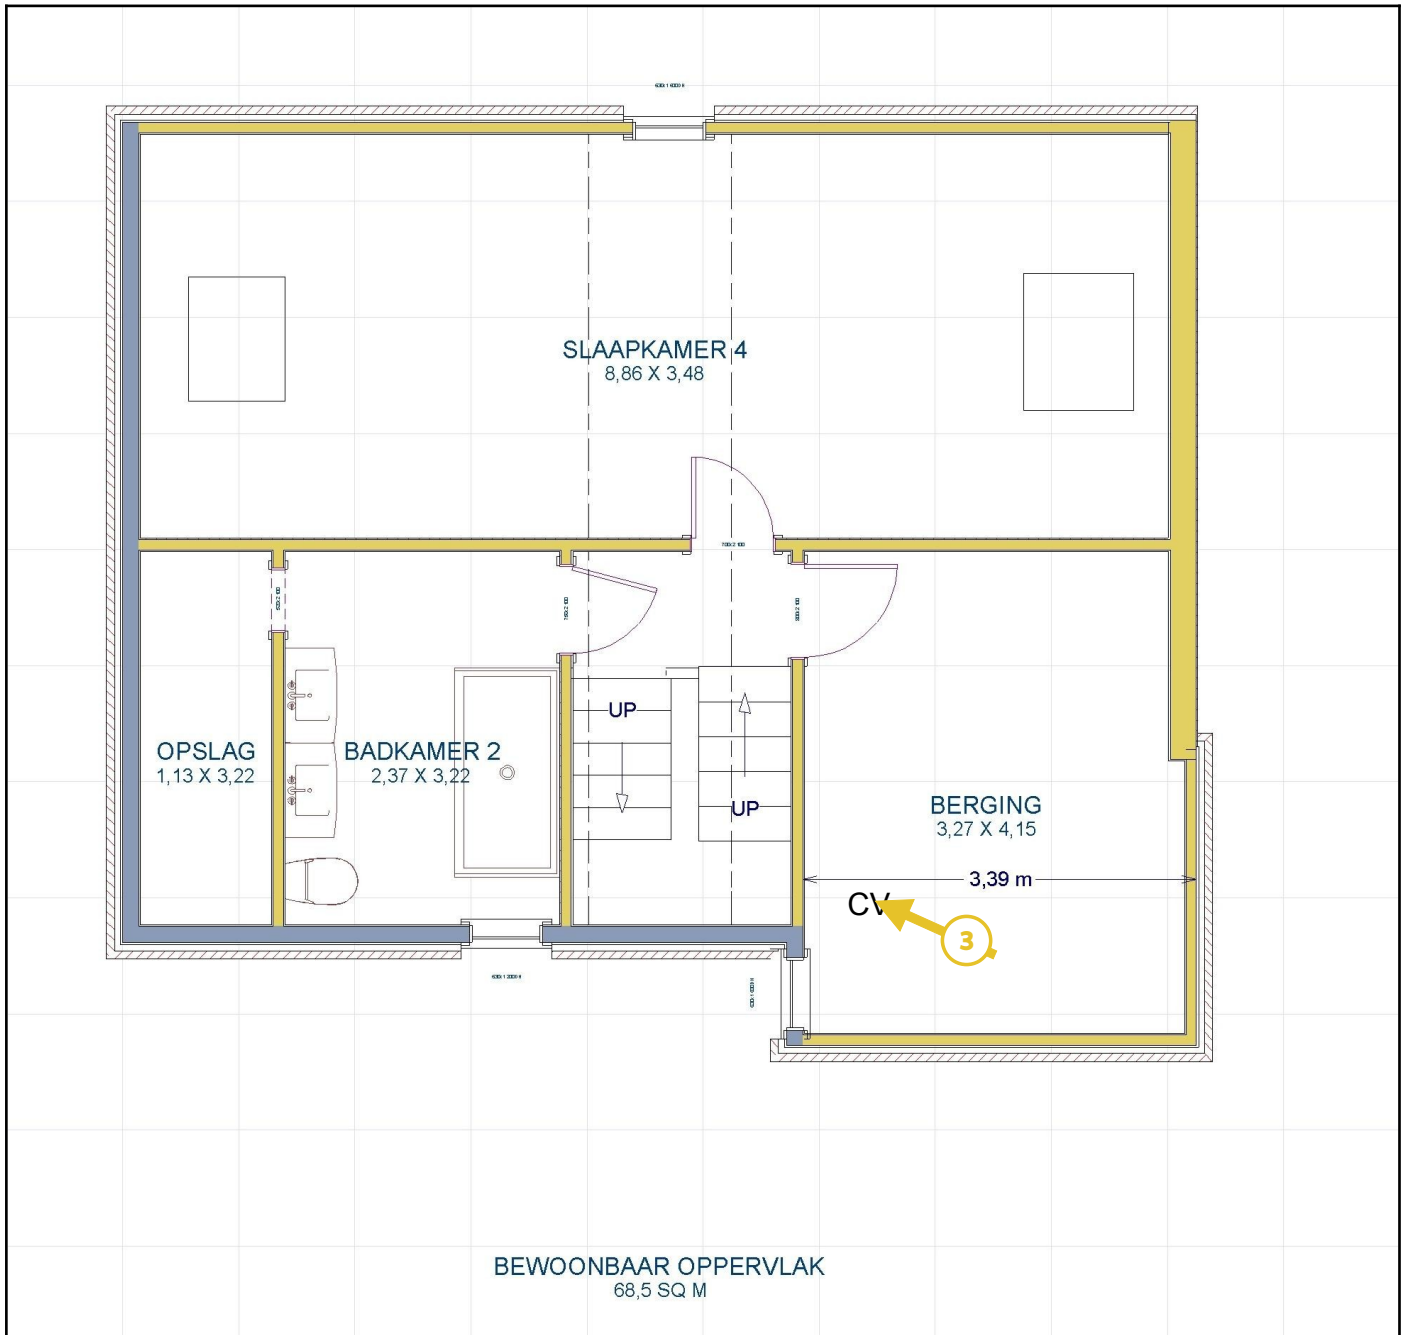 SLAAPKAMER 4
8,86 X 3,48
UP
OPSLAG
1,13 X 3,22
BADKAMER 2
2,37 X 3,22
UP
BERGING
3,27 X 4,15
3,39 m
CV
3
BEWOONBAAR OPPERVLAK
68,5 SQ M